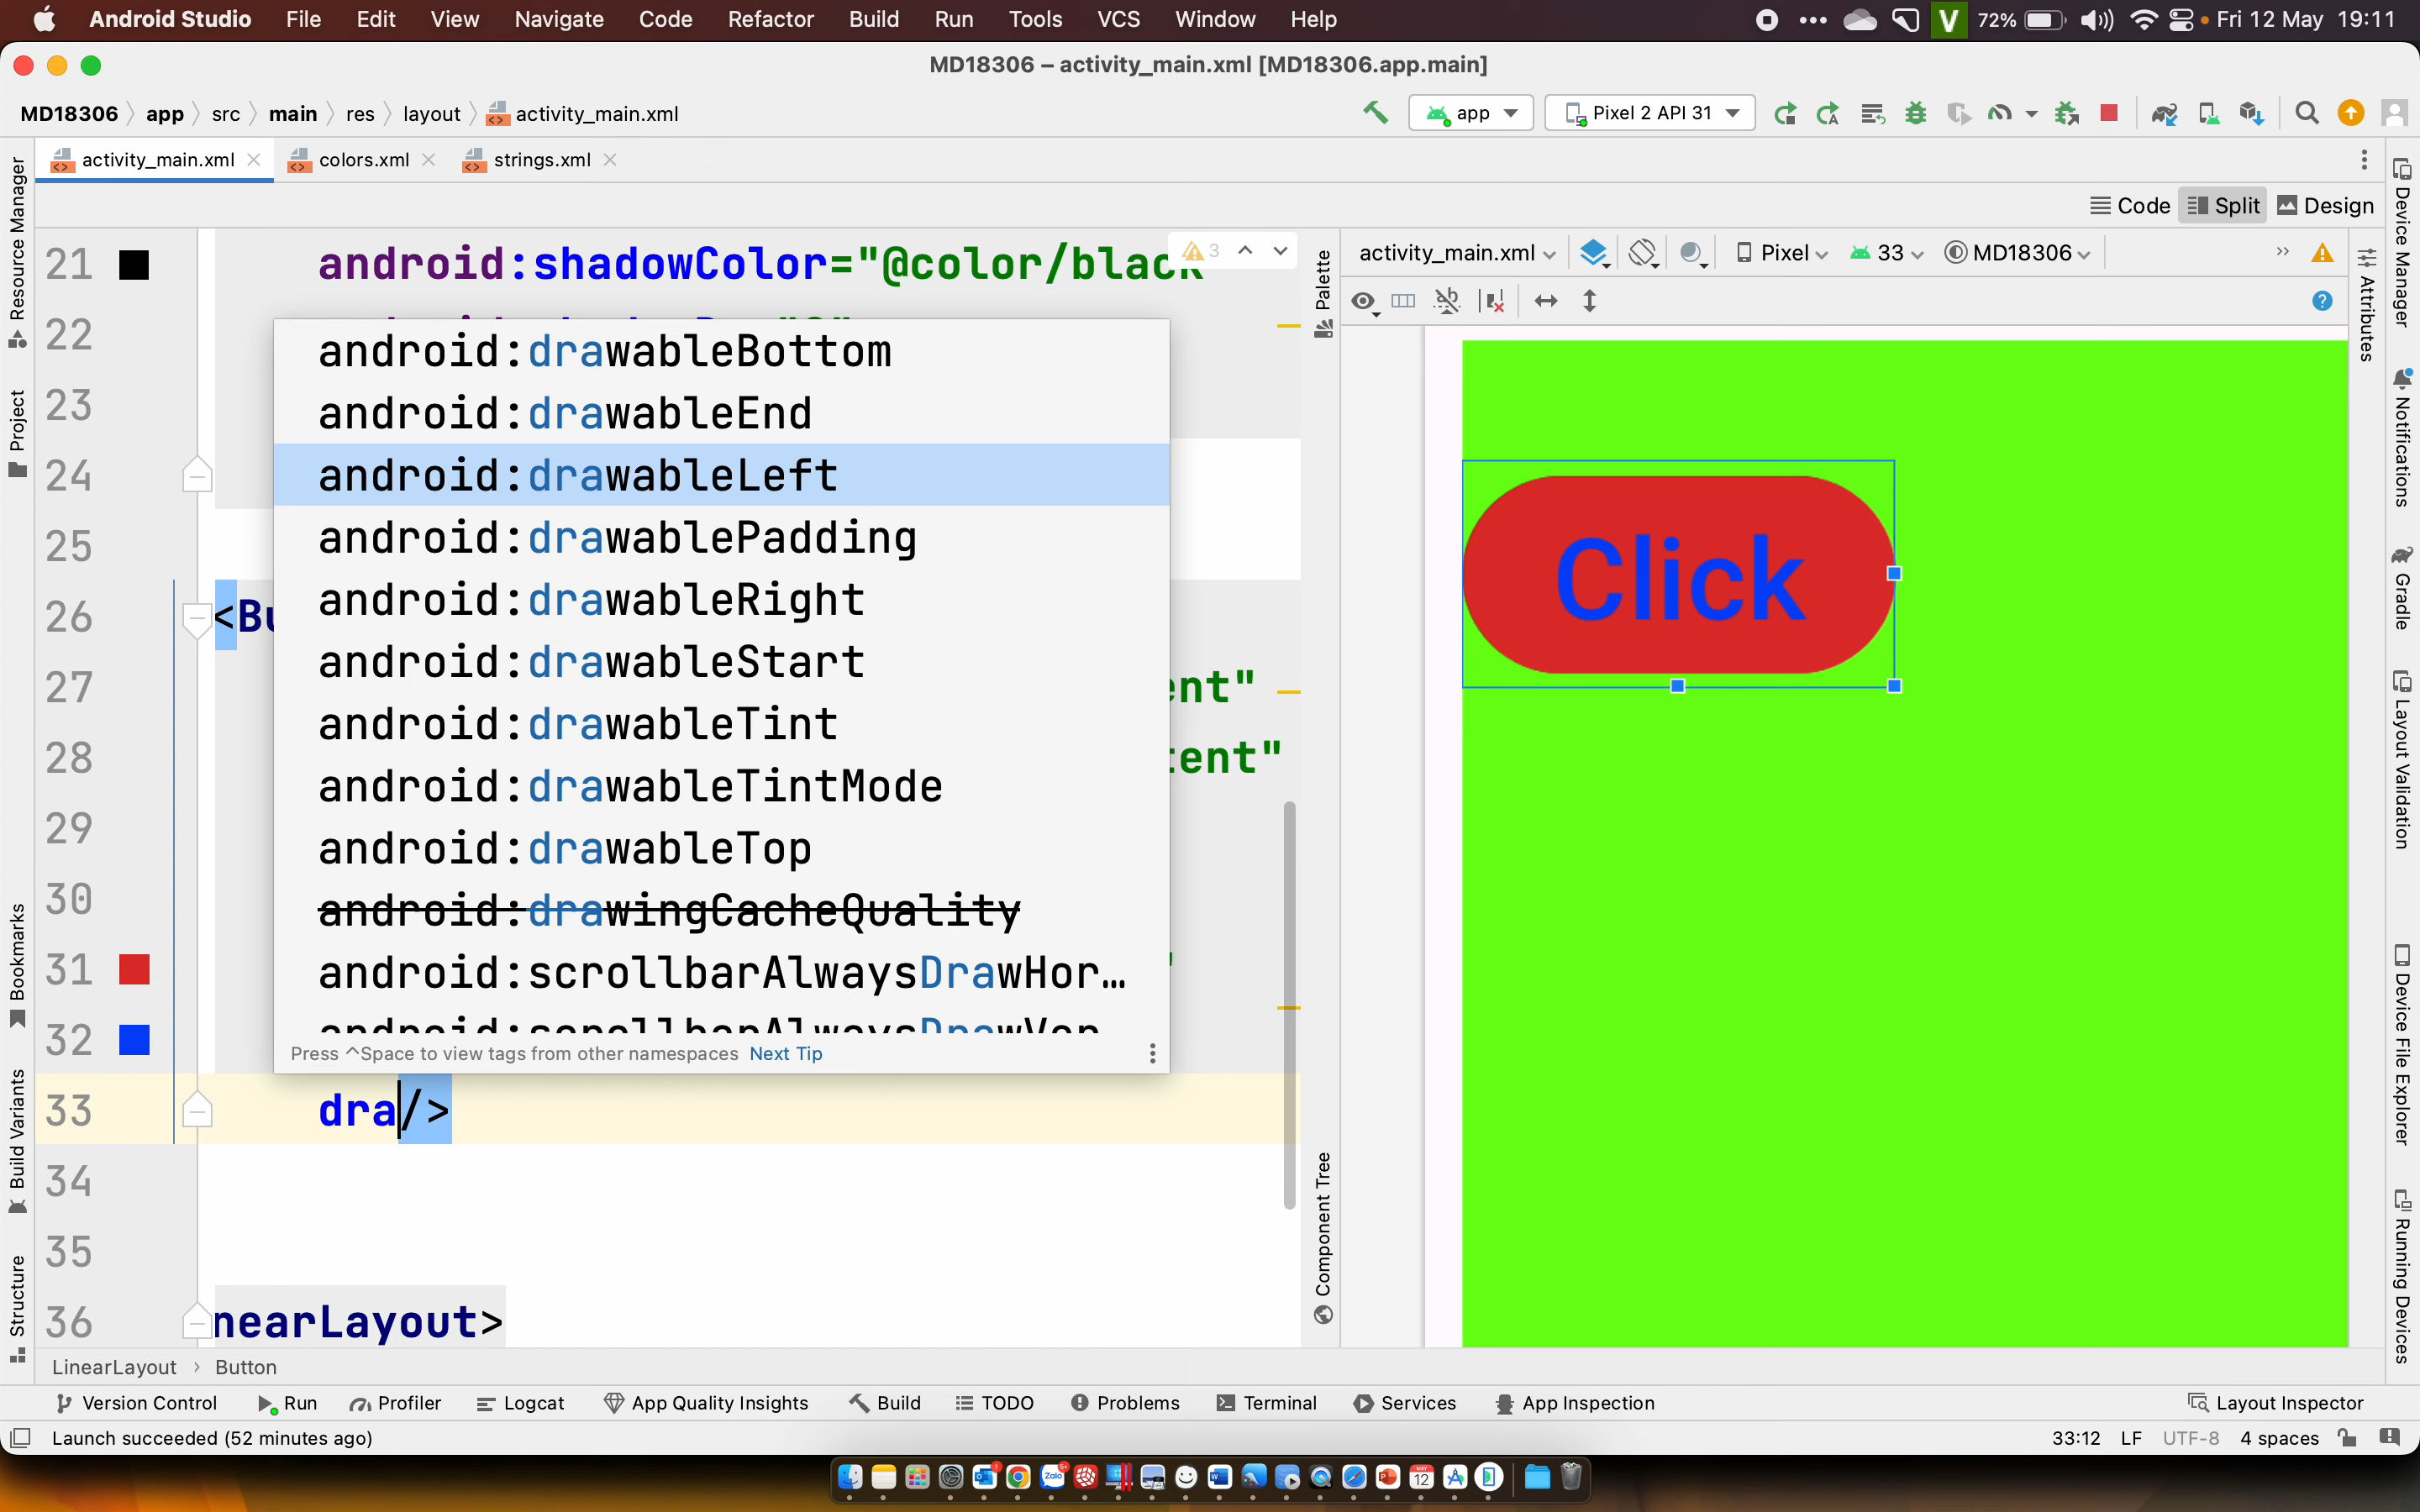 Android Studio File Edit View Navigate Code Refactor Build Run Tools VCS Window Help V 72% Fri 12 May 19:11
MD18306 – activity_main.xml [MD18306.app.main]
MD18306 app src main res layout activity_main.xml app Pixel 2 API 31
activity_main.xml colors.xml strings.xml
Code Split Design
activity_main.xml Pixel 33 MD18306
21 android:shadowColor="@color/black
3
22
android:drawableBottom
23 android:drawableEnd
24 android:drawableLeft
25 android:drawablePadding
android:drawableRight
26 <Bu
android:drawableStart
27 ent"
android:drawableTint
28 tent"
android:drawableTintMode
29 android:drawableTop
30 android:drawingCacheQuality
31 android:scrollbarAlwaysDrawHor...
32 android:scrollbarAlwaysDrawVer
Press ^Space to view tags from other namespaces Next Tip
33 dra/>
34
35
36 nearLayout>
Click
Resource Manager
Project
Bookmarks
Build Variants
Structure
Palette
Component Tree
Attributes
Device Manager
Notifications
Gradle
Layout Validation
Device File Explorer
Running Devices
LinearLayout › Button
Version Control Run Profiler Logcat App Quality Insights Build TODO Problems Terminal Services App Inspection Layout Inspector
Launch succeeded (52 minutes ago) 33:12 LF UTF-8 4 spaces
Zalo 5+ MAY 12